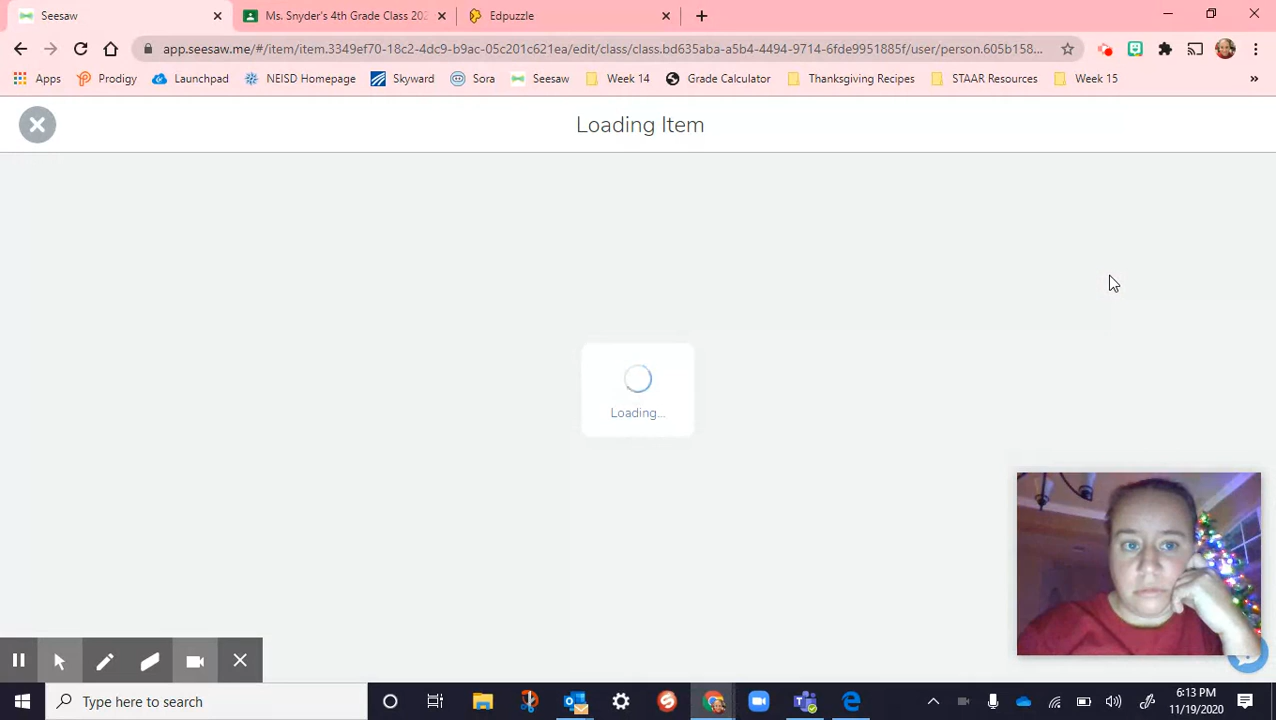 Seesaw
Ms. Snyder's 4th Grade Class 202
Edpuzzle
app.seesaw.me/#/item/item.3349ef70-18c2-4dc9-b9ac-05c201c621ea/edit/class/class.bd635aba-a5b4-4494-9714-6fde9951885f/user/person.605b158...
Apps
Prodigy
Launchpad
NEISD Homepage
Skyward
Sora
Seesaw
Week 14
Grade Calculator
Thanksgiving Recipes
STAAR Resources
Week 15
Loading Item
Loading...
Type here to search
6:13 PM
11/19/2020